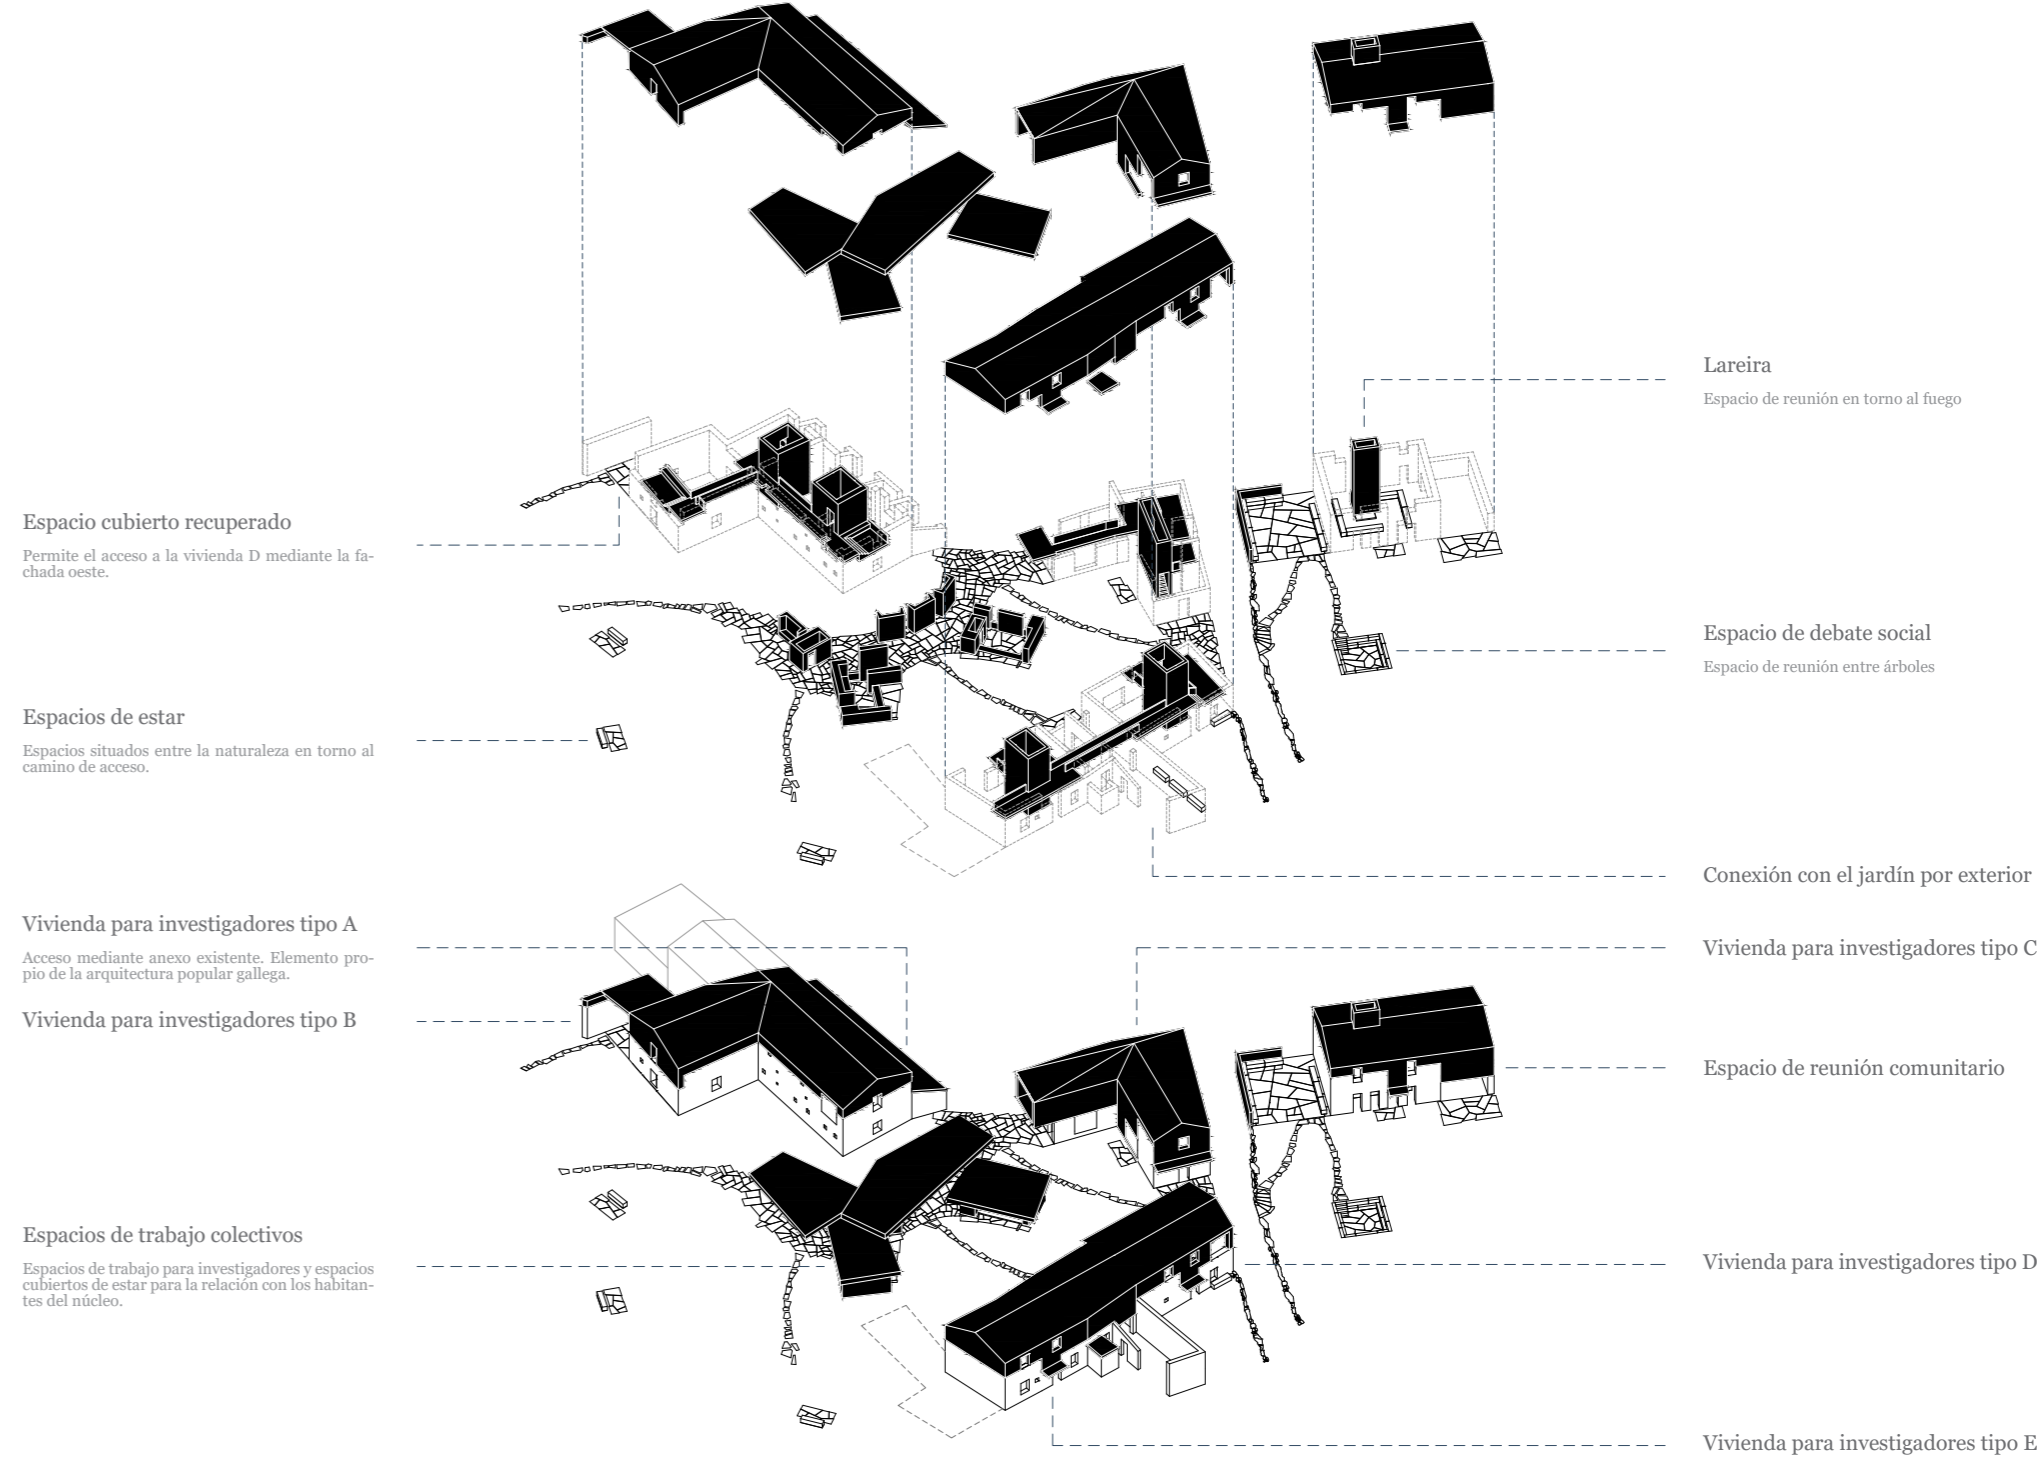 Espacio cubierto recuperado
Permite el acceso a la vivienda D mediante la fa-
chada oeste.
Espacios de estar
Espacios situados entre la naturaleza en torno al
camino de acceso.
Vivienda para investigadores tipo A
Acceso mediante anexo existente. Elemento pro-
pio de la arquitectura popular gallega.
Vivienda para investigadores tipo B
Espacios de trabajo colectivos
Espacios de trabajo para investigadores y espacios
cubiertos de estar para la relación con los habitan-
tes del núcleo.
Lareira
Espacio de reunión en torno al fuego
Espacio de debate social
Espacio de reunión entre árboles
Conexión con el jardín por exterior
Vivienda para investigadores tipo C
Espacio de reunión comunitario
Vivienda para investigadores tipo D
Vivienda para investigadores tipo E